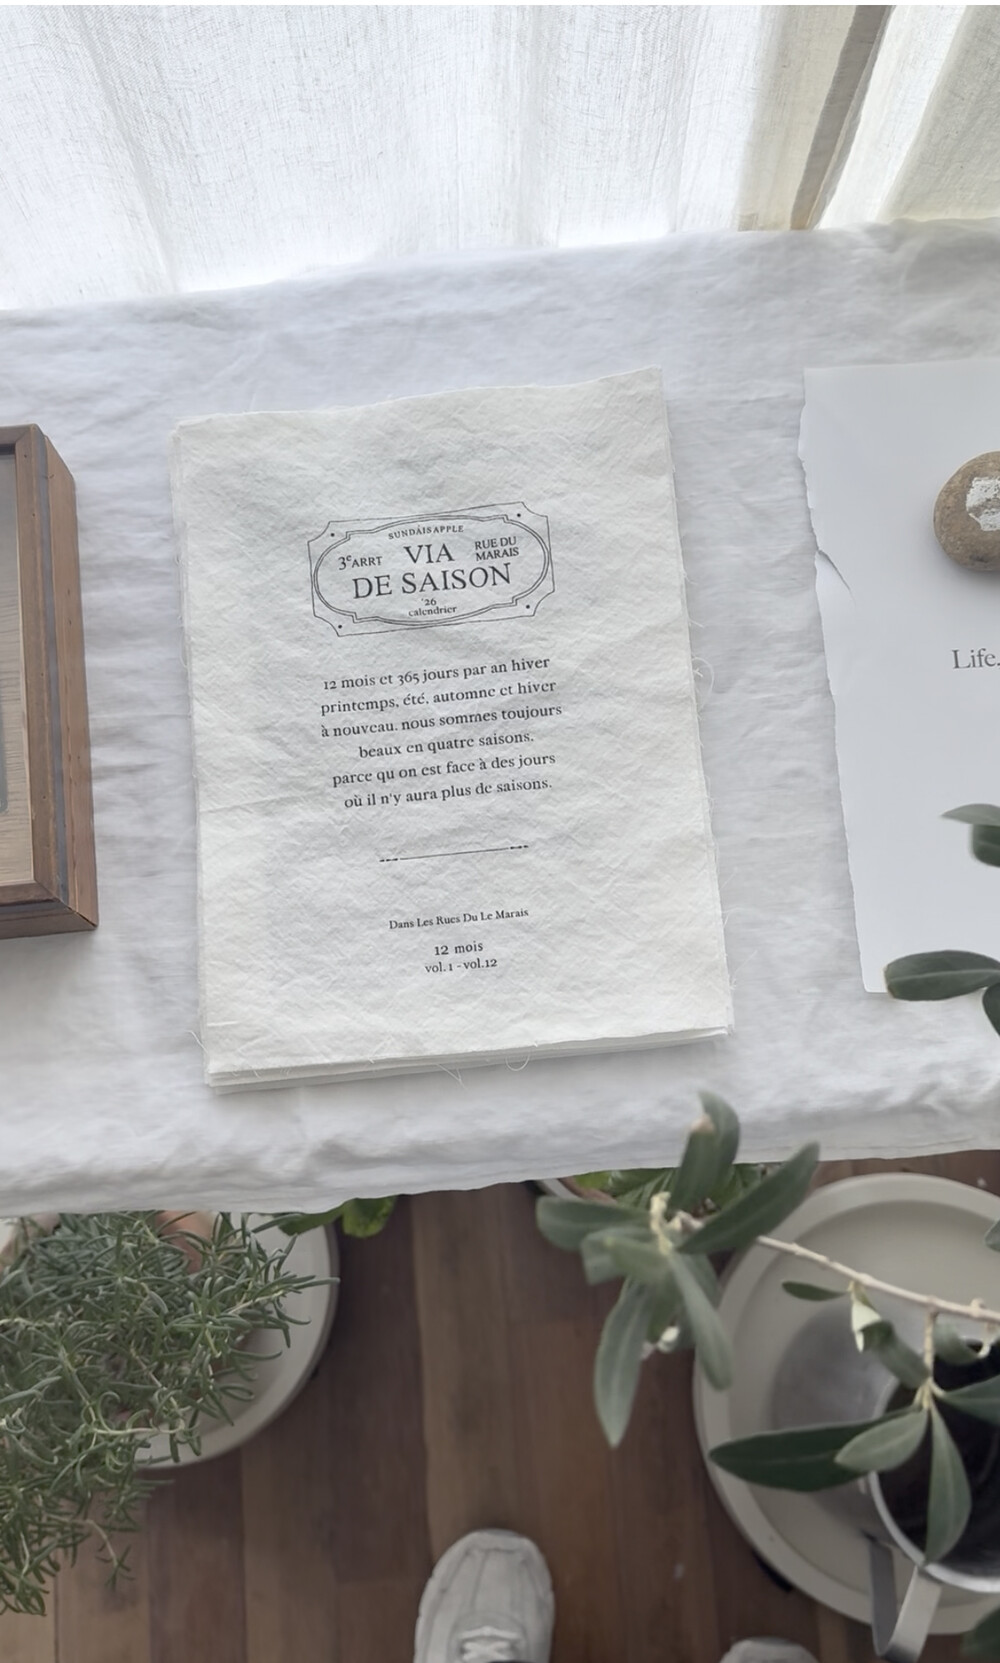 SUNDAISAPPLE
3e ARRT VIA RUE DU MARAIS
DE SAISON
'26
calendrier
12 mois et 365 jours par an hiver
printemps, été, automne et hiver
à nouveau. nous sommes toujours
beaux en quatre saisons.
parce qu on est face à des jours
où il n'y aura plus de saisons.
Dans Les Rues Du Le Marais
12 mois
vol.1 - vol.12
Life.